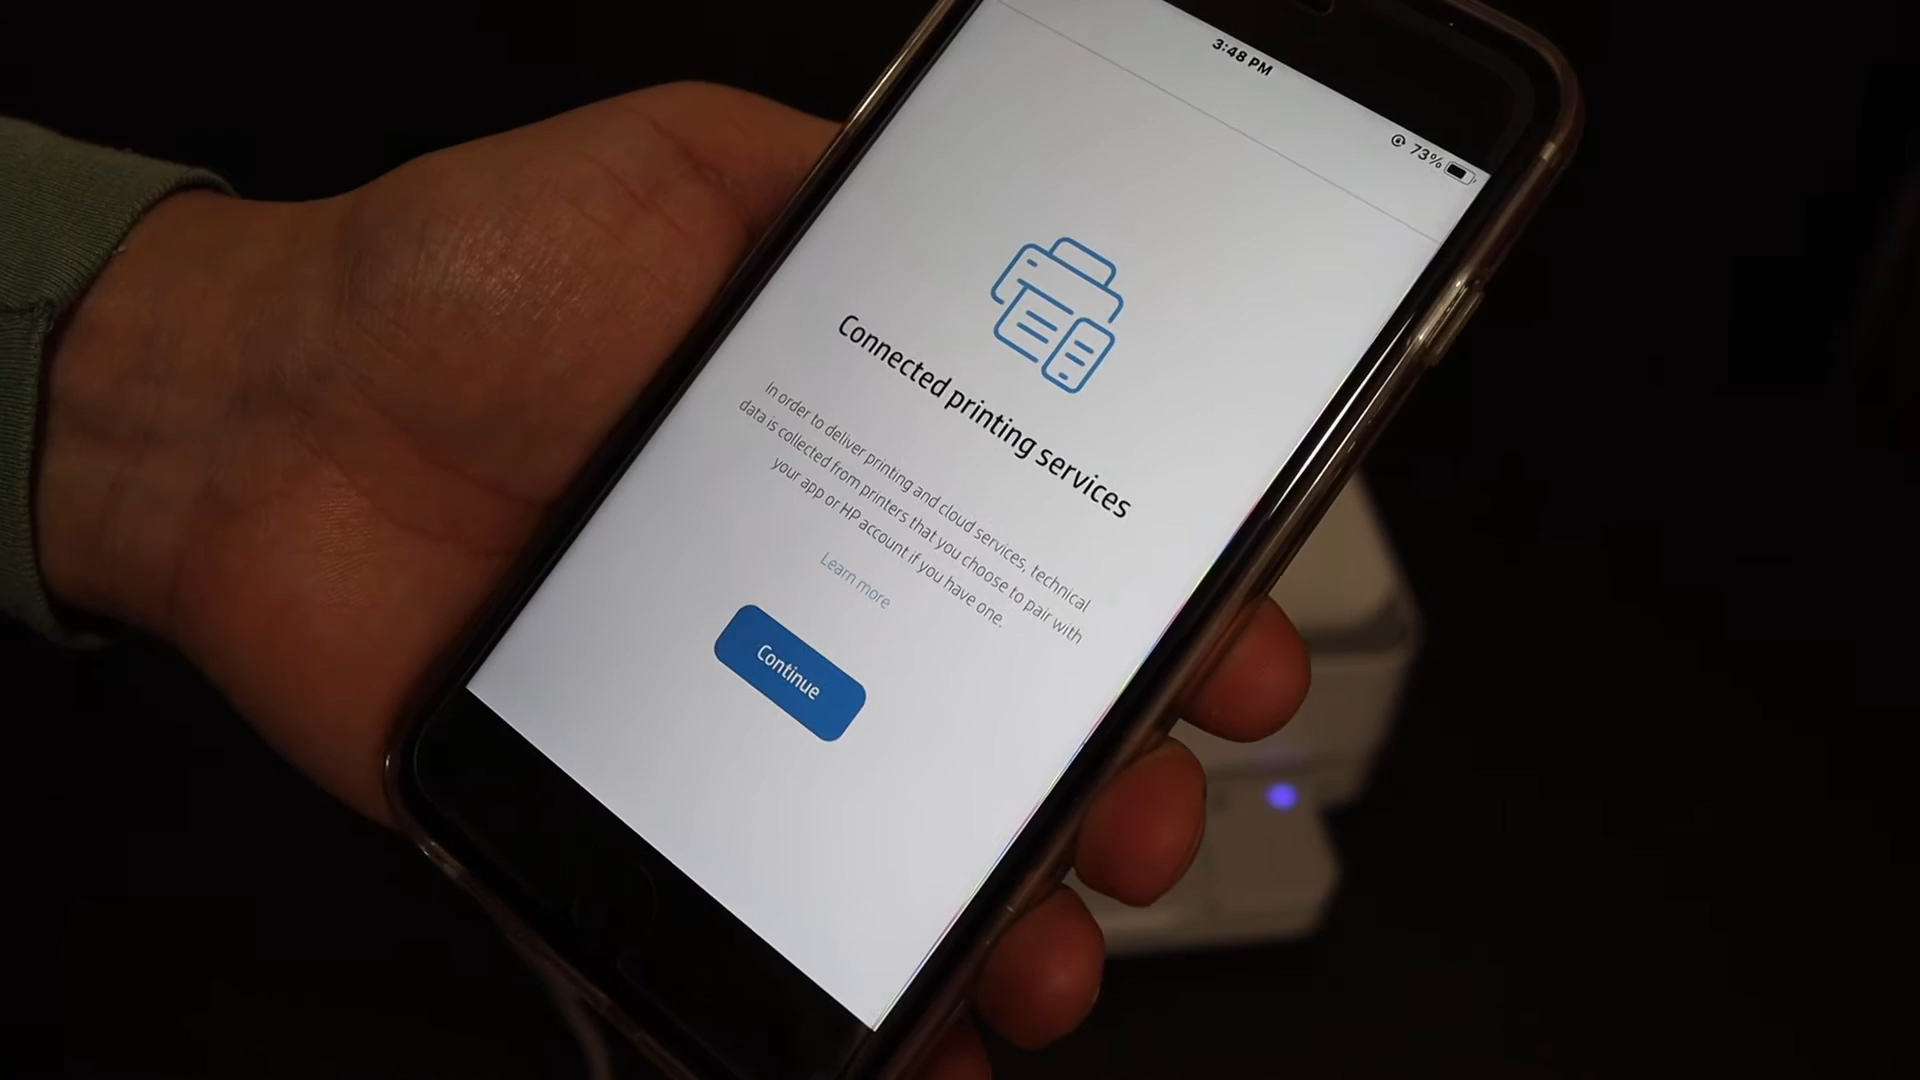 3:48 PM
73%
Connected printing services
In order to deliver printing and cloud services, technical
data is collected from printers that you choose to pair with
your app or HP account if you have one.
Learn more
Continue